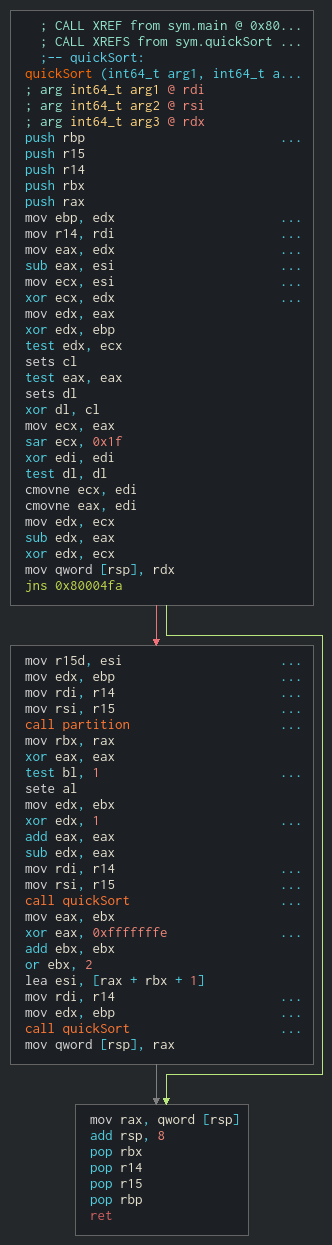 ; CALL XREF from sym.main @ 0x80...
; CALL XREFS from sym.quickSort ...
;-- quickSort:
quickSort (int64_t arg1, int64_t a...
; arg int64_t arg1 @ rdi
; arg int64_t arg2 @ rsi
; arg int64_t arg3 @ rdx
push rbp ...
push r15
push r14
push rbx
push rax
mov ebp, edx ...
mov r14, rdi ...
mov eax, edx ...
sub eax, esi ...
mov ecx, esi ...
xor ecx, edx ...
mov edx, eax
xor edx, ebp
test edx, ecx
sets cl
test eax, eax
sets dl
xor dl, cl
mov ecx, eax
sar ecx, 0x1f
xor edi, edi
test dl, dl
cmovne ecx, edi
cmovne eax, edi
mov edx, ecx
sub edx, eax
xor edx, ecx
mov qword [rsp], rdx
jns 0x80004fa
mov r15d, esi ...
mov edx, ebp ...
mov rdi, r14 ...
mov rsi, r15 ...
call partition ...
mov rbx, rax
xor eax, eax
test bl, 1 ...
sete al
mov edx, ebx
xor edx, 1 ...
add eax, eax
sub edx, eax
mov rdi, r14 ...
mov rsi, r15 ...
call quickSort ...
mov eax, ebx
xor eax, 0xfffffffe ...
add ebx, ebx
or ebx, 2
lea esi, [rax + rbx + 1]
mov rdi, r14 ...
mov edx, ebp ...
call quickSort ...
mov qword [rsp], rax
mov rax, qword [rsp]
add rsp, 8
pop rbx
pop r14
pop r15
pop rbp
ret